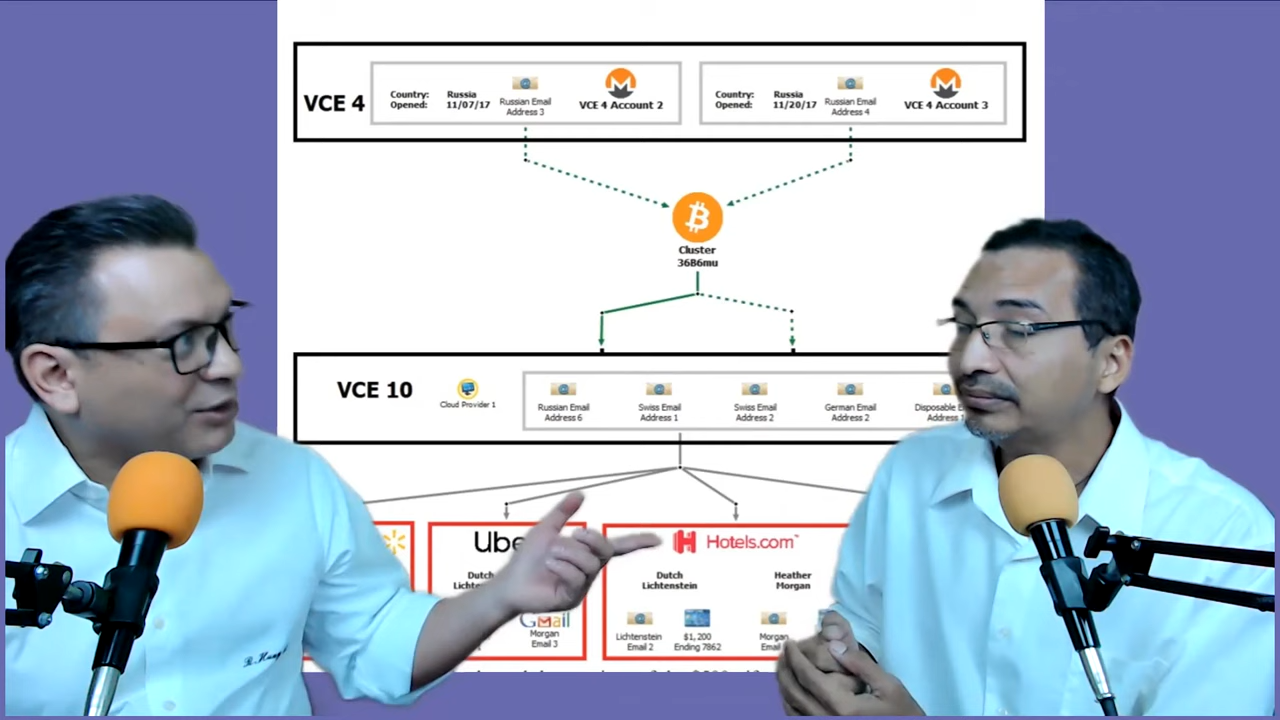 VCE 4
Country: Russia
Opened: 11/07/17
Russian Email
Address 3
VCE 4 Account 2
Country: Russia
Opened: 11/20/17
Russian Email
Address 4
VCE 4 Account 3
Cluster
36B6mu
VCE 10
Cloud Provider 1
Russian Email
Address 6
Swiss Email
Address 1
Swiss Email
Address 2
German Email
Address 2
Disposable
Hotels.com
Dutch
Dutch
Lichtenstein
Heather
Morgan
Gmail
Morgan
Email 3
Lichtenstein
Email 2
$1,200
Ending 7862
Morgan